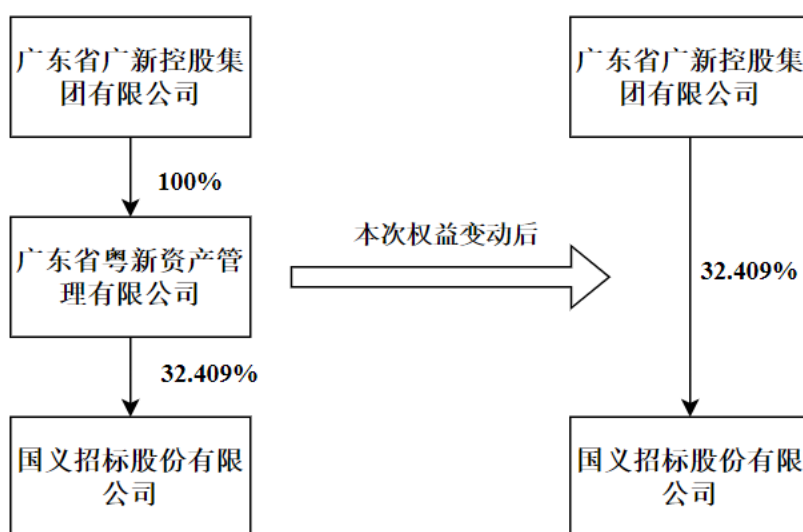 广东省广新控股集
团有限公司
100%
广东省粤新资产管
理有限公司
32.409%
国义招标股份有限
公司
本次权益变动后
广东省广新控股集
团有限公司
32.409%
国义招标股份有限
公司